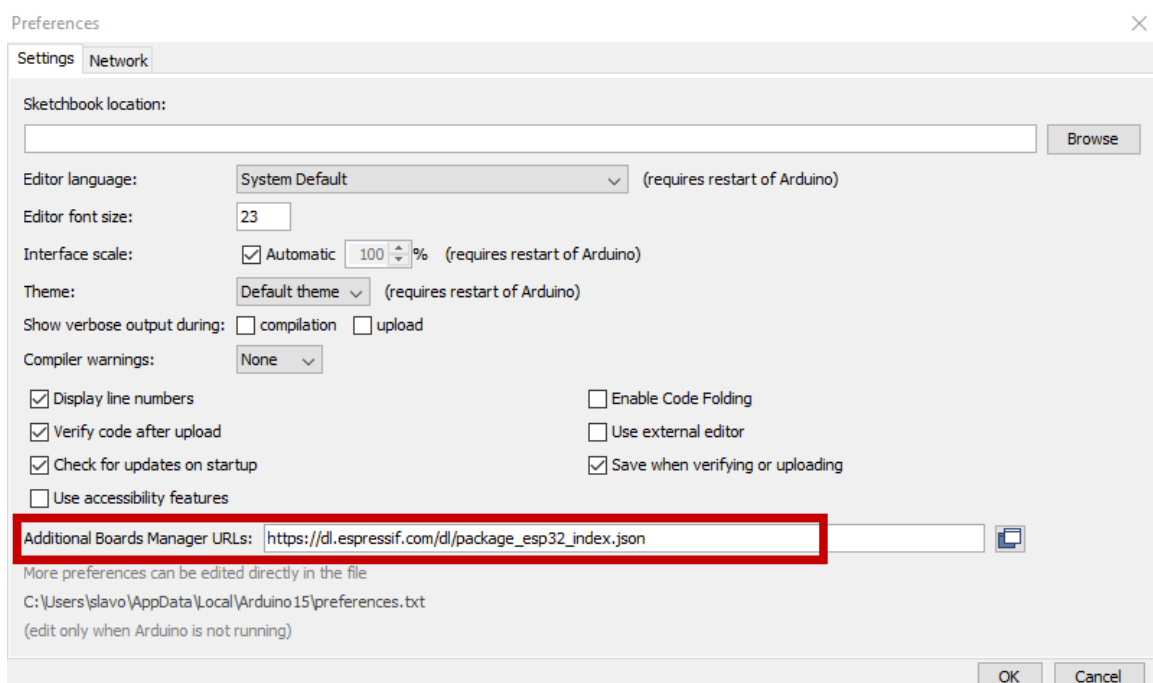 Preferences
Settings Network
Sketchbook location:
Browse
Editor language: System Default (requires restart of Arduino)
Editor font size: 23
Interface scale: Automatic 100 % (requires restart of Arduino)
Theme: Default theme (requires restart of Arduino)
Show verbose output during: compilation upload
Compiler warnings: None
Display line numbers Enable Code Folding
Verify code after upload Use external editor
Check for updates on startup Save when verifying or uploading
Use accessibility features
Additional Boards Manager URLs: https://dl.espressif.com/dl/package_esp32_index.json
More preferences can be edited directly in the file
C:\Users\slavo\AppData\Local\Arduino15\preferences.txt
(edit only when Arduino is not running)
OK Cancel